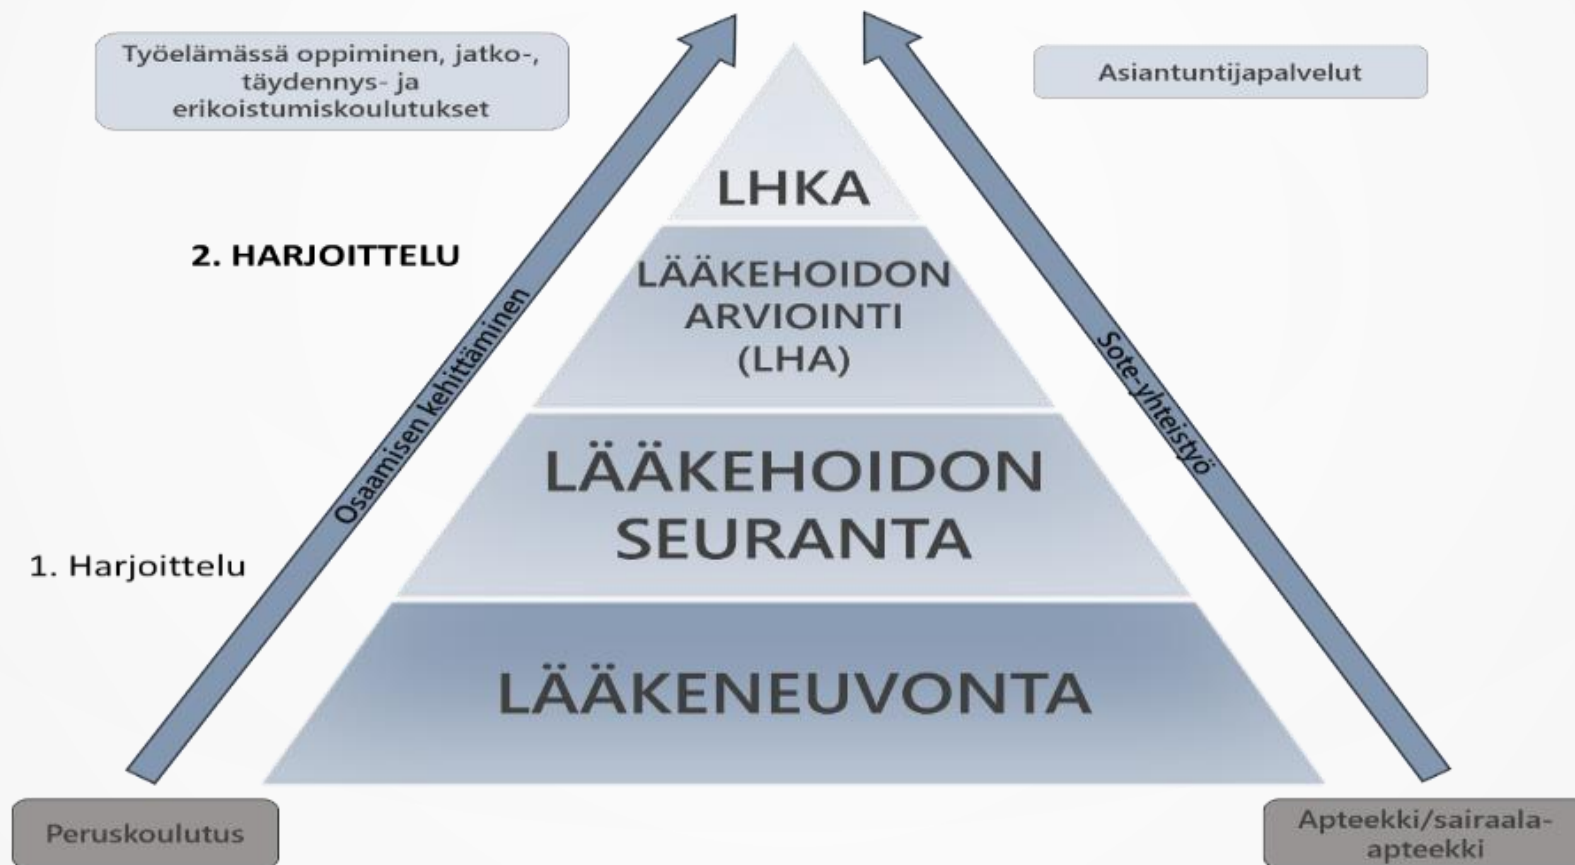 Työelämässä oppiminen, jatko-,
täydennys- ja
erikoistumiskoulutukset
Asiantuntijapalvelut
LHKA
2. HARJOITTELU
LÄÄKEHOIDON
ARVIOINTI
(LHA)
Osaamisen kehittäminen
Sote-yhteistyö
LÄÄKEHOIDON
SEURANTA
1. Harjoittelu
LÄÄKENEUVONTA
Peruskoulutus
Apteekki/sairaala-
apteekki